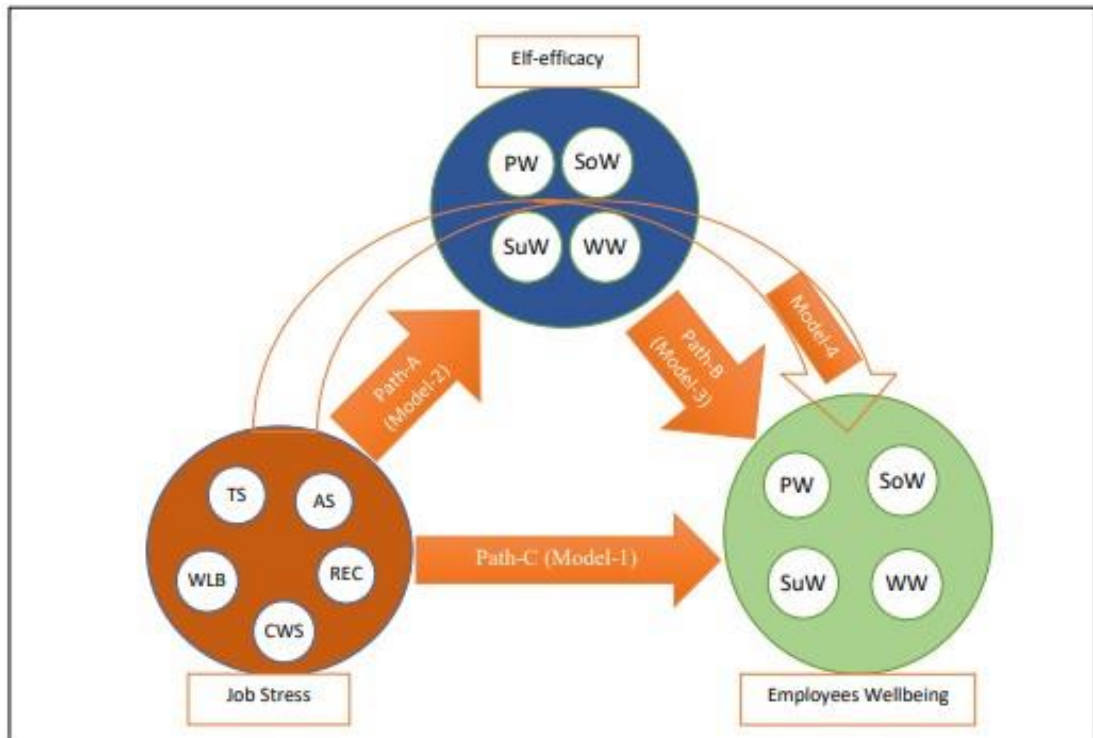 Elf-efficacy
PW
SoW
SuW
WW
Model-4
Path-A
(Model-2)
Path-B
(Model-3)
TS
AS
WLB
REC
CWS
Path-C (Model-1)
PW
SoW
SuW
WW
Job Stress
Employees Wellbeing